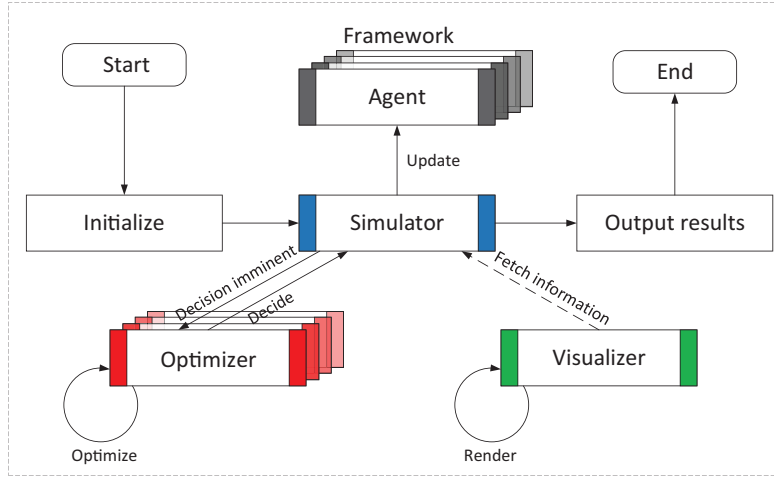 Framework
Start
Agent
End
Update
Initialize
Simulator
Output results
Decision imminent
Decide
Fetch information
Optimizer
Visualizer
Optimize
Render